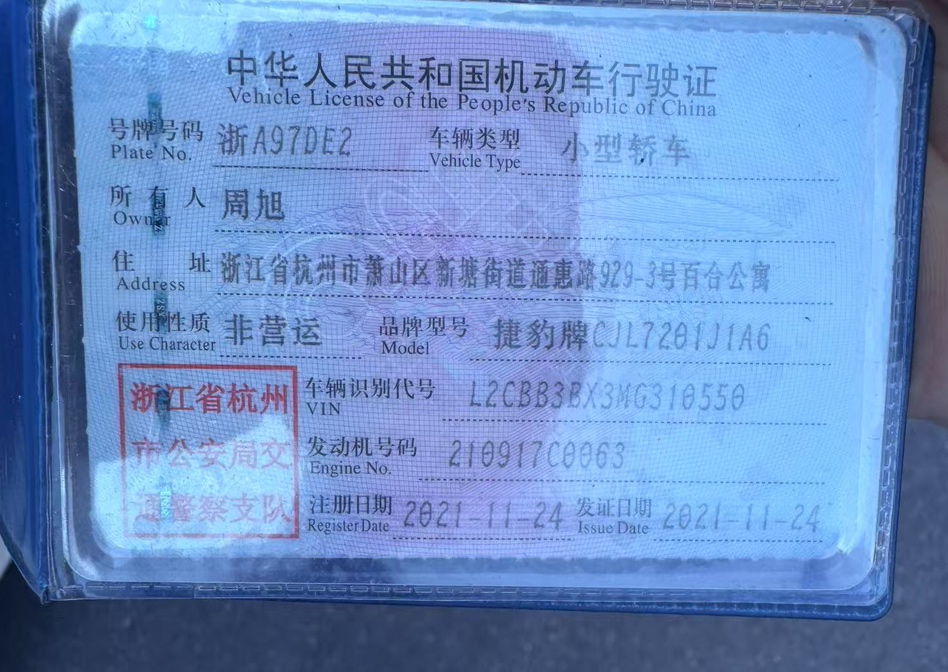 中华人民共和国机动车行驶证
Vehicle License of the People's Republic of China
号牌号码 浙A97DE2 车辆类型 小型轿车
Plate No. Vehicle Type
所有人 周旭
Owner
住址 浙江省杭州市萧山区新塘街道通惠路929-3号百合公寓
Address
使用性质 非营运 品牌型号 捷豹牌CJL7201J1A6
Use Character Model
浙江省杭州 车辆识别代号 L2CBB3BX3MG310550
VIN
市公安局交 发动机号码 210917C0063
Engine No.
通警察支队 注册日期 2021-11-24 发证日期 2021-11-24
Register Date Issue Date